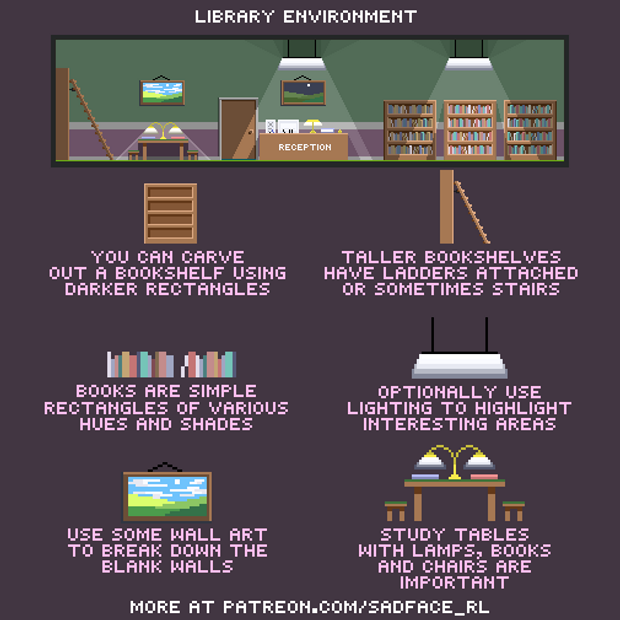 LIBRARY ENVIRONMENT
RECEPTION
YOU CAN CARVE
OUT A BOOKSHELF USING
DARKER RECTANGLES
TALLER BOOKSHELVES
HAVE LADDERS ATTACHED
OR SOMETIMES STAIRS
BOOKS ARE SIMPLE
RECTANGLES OF VARIOUS
HUES AND SHADES
OPTIONALLY USE
LIGHTING TO HIGHLIGHT
INTERESTING AREAS
USE SOME WALL ART
TO BREAK DOWN THE
BLANK WALLS
STUDY TABLES
WITH LAMPS, BOOKS
AND CHAIRS ARE
IMPORTANT
MORE AT PATREON.COM/SADFACE_RL